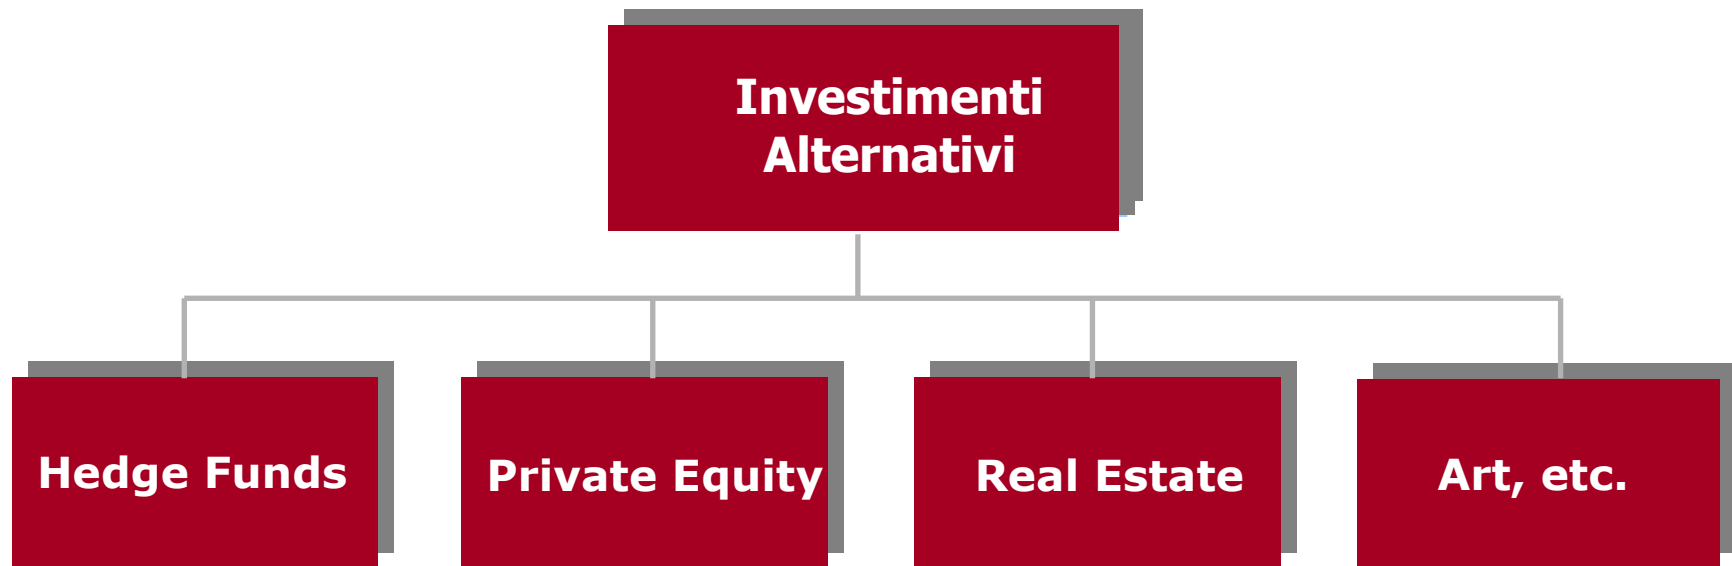 Investimenti
Alternativi
Hedge Funds
Private Equity
Real Estate
Art, etc.